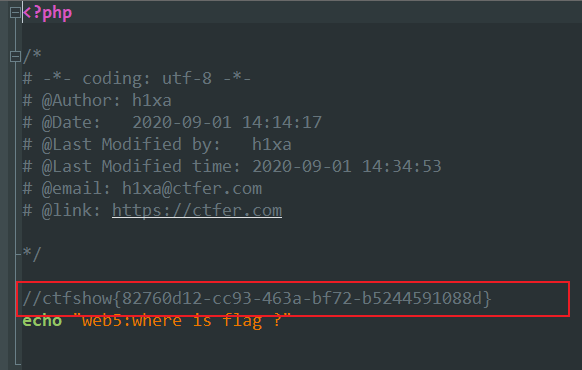 <?php
/*
# -*- coding: utf-8 -*-
# @Author: h1xa
# @Date:   2020-09-01 14:14:17
# @Last Modified by:   h1xa
# @Last Modified time: 2020-09-01 14:34:53
# @email: h1xa@ctfer.com
# @link: https://ctfer.com
*/
//ctfshow{82760d12-cc93-463a-bf72-b5244591088d}
echo "web5:where is flag ?"